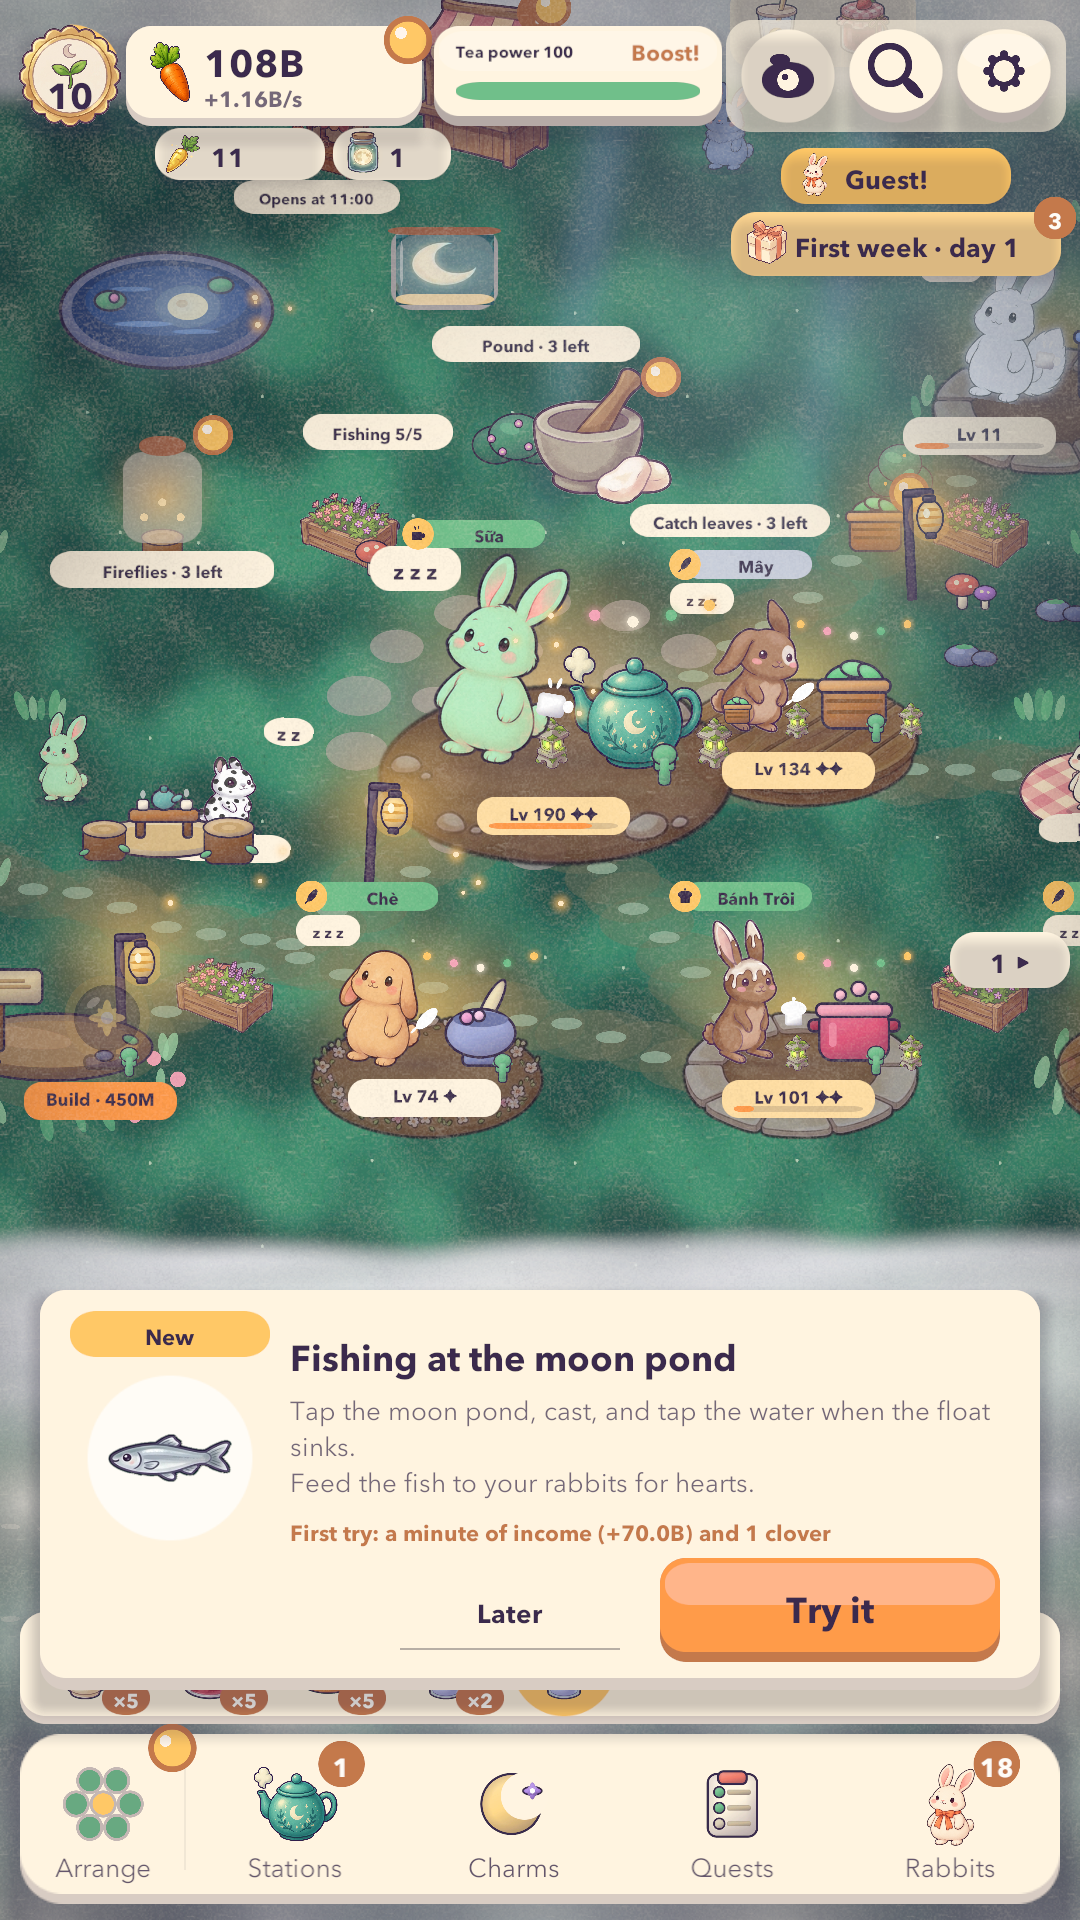 10
108B
+1.16B/s
Tea power 100
Boost!
11
1
Opens at 11:00
Guest!
First week · day 1
3
Pound · 3 left
Fishing 5/5
Lv 11
Catch leaves · 3 left
Sữa
z z z
Fireflies · 3 left
Mây
z z z
z z
Lv 134 ✦✦
Lv 190 ✦✦
Chè
z z z
Bánh Trôi
z z
1 ▸
Build · 450M
Lv 74 ✦
Lv 101 ✦✦
New
Fishing at the moon pond
Tap the moon pond, cast, and tap the water when the float
sinks.
Feed the fish to your rabbits for hearts.
First try: a minute of income (+70.0B) and 1 clover
Later
Try it
×5
×5
×5
×2
1
18
Arrange
Stations
Charms
Quests
Rabbits